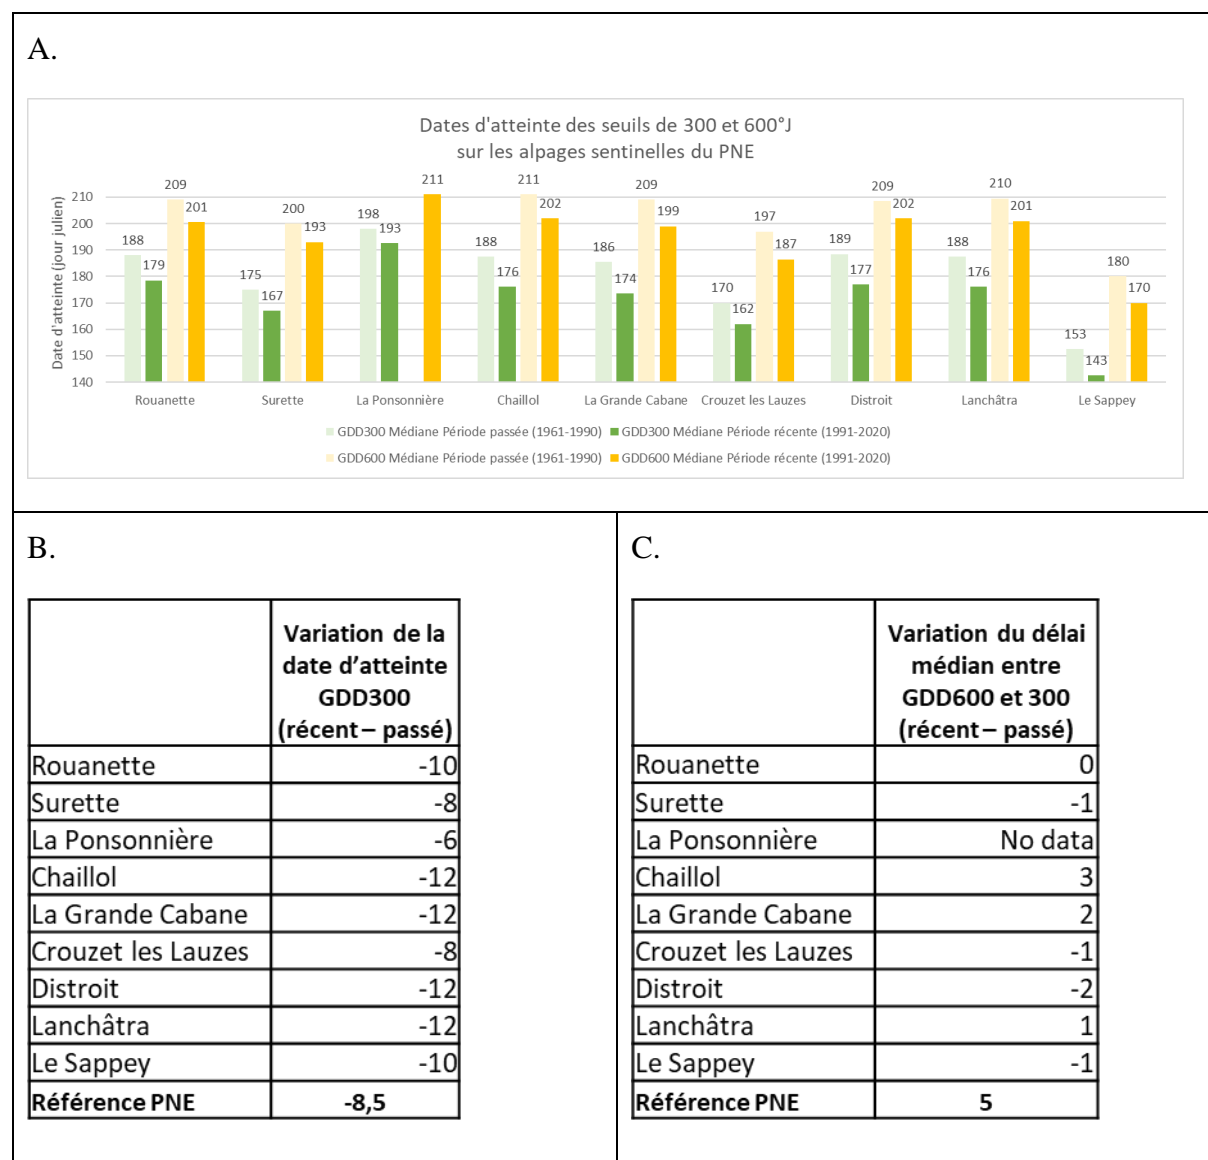 A.
Dates d'atteinte des seuils de 300 et 600°J
sur les alpages sentinelles du PNE
Date d'atteinte (jour julien)
210
200
190
180
170
160
150
140
188 179 209 201
175 167 200 193
198 193 211
188 176 211 202
186 174 209 199
170 162 197 187
189 177 209 202
188 176 210 201
153 143 180 170
Rouanette Surette La Ponsonnière Chaillol La Grande Cabane Crouzet les Lauzes Distroit Lanchâtra Le Sappey
GDD300 Médiane Période passée (1961-1990) GDD300 Médiane Période récente (1991-2020)
GDD600 Médiane Période passée (1961-1990) GDD600 Médiane Période récente (1991-2020)
B.
Variation de la
date d’atteinte
GDD300
(récent – passé)
Rouanette -10
Surette -8
La Ponsonnière -6
Chaillol -12
La Grande Cabane -12
Crouzet les Lauzes -8
Distroit -12
Lanchâtra -12
Le Sappey -10
Référence PNE -8,5
C.
Variation du délai
médian entre
GDD600 et 300
(récent – passé)
Rouanette 0
Surette -1
La Ponsonnière No data
Chaillol 3
La Grande Cabane 2
Crouzet les Lauzes -1
Distroit -2
Lanchâtra 1
Le Sappey -1
Référence PNE 5